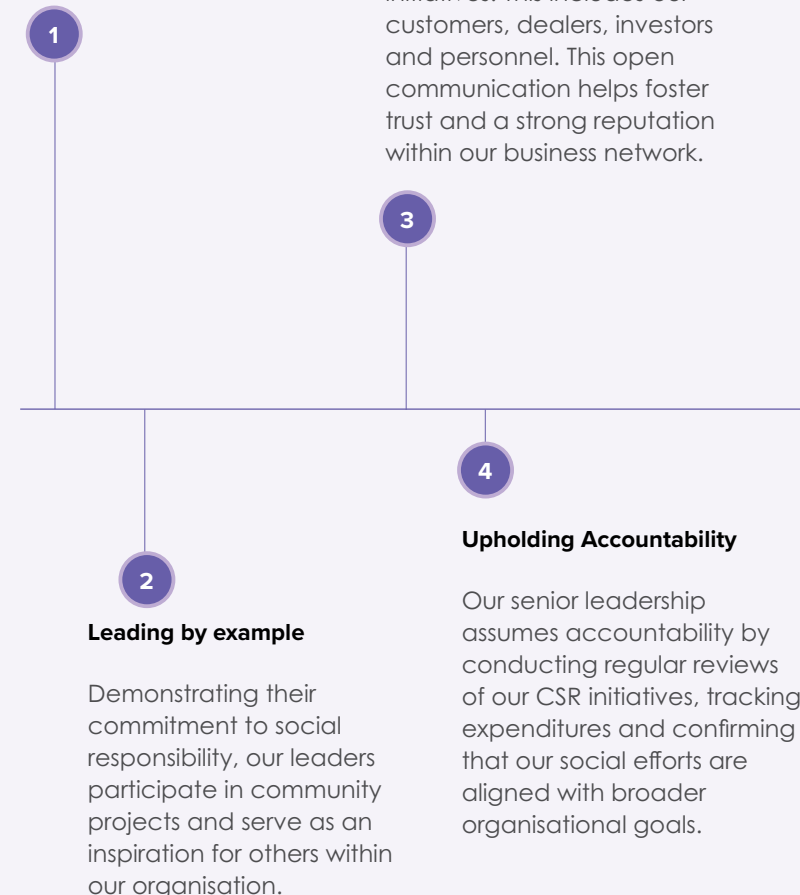 1
customers, dealers, investors
and personnel. This open
communication helps foster
trust and a strong reputation
within our business network.
3
4
Upholding Accountability
Our senior leadership
assumes accountability by
conducting regular reviews
of our CSR initiatives, tracking
expenditures and confirming
that our social efforts are
aligned with broader
organisational goals.
2
Leading by example
Demonstrating their
commitment to social
responsibility, our leaders
participate in community
projects and serve as an
inspiration for others within
our organisation.